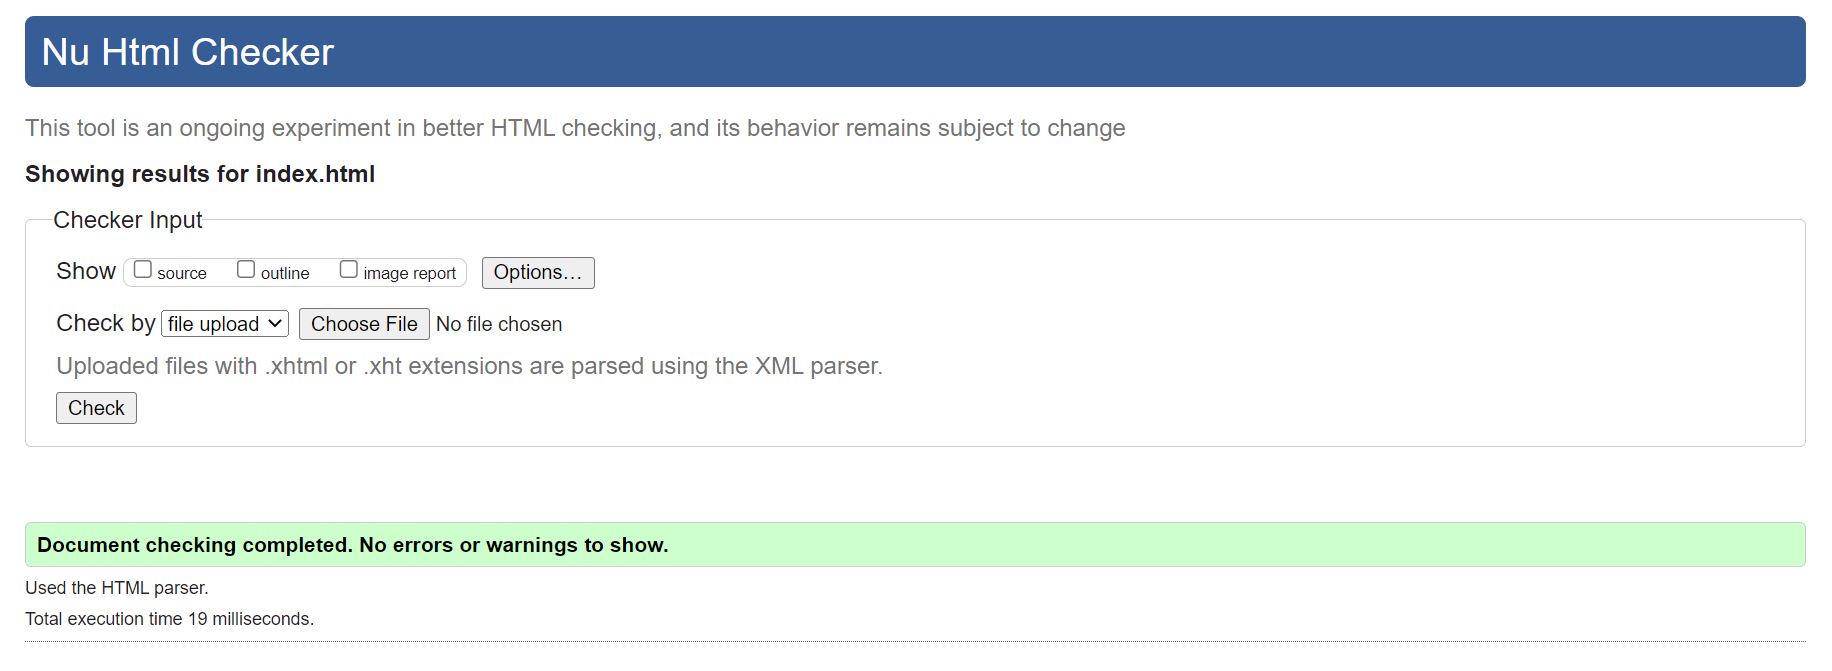 Nu Html Checker
This tool is an ongoing experiment in better HTML checking, and its behavior remains subject to change
Showing results for index.html
Checker Input
Show source outline image report Options…
Check by file upload Choose File No file chosen
Uploaded files with .xhtml or .xht extensions are parsed using the XML parser.
Check
Document checking completed. No errors or warnings to show.
Used the HTML parser.
Total execution time 19 milliseconds.